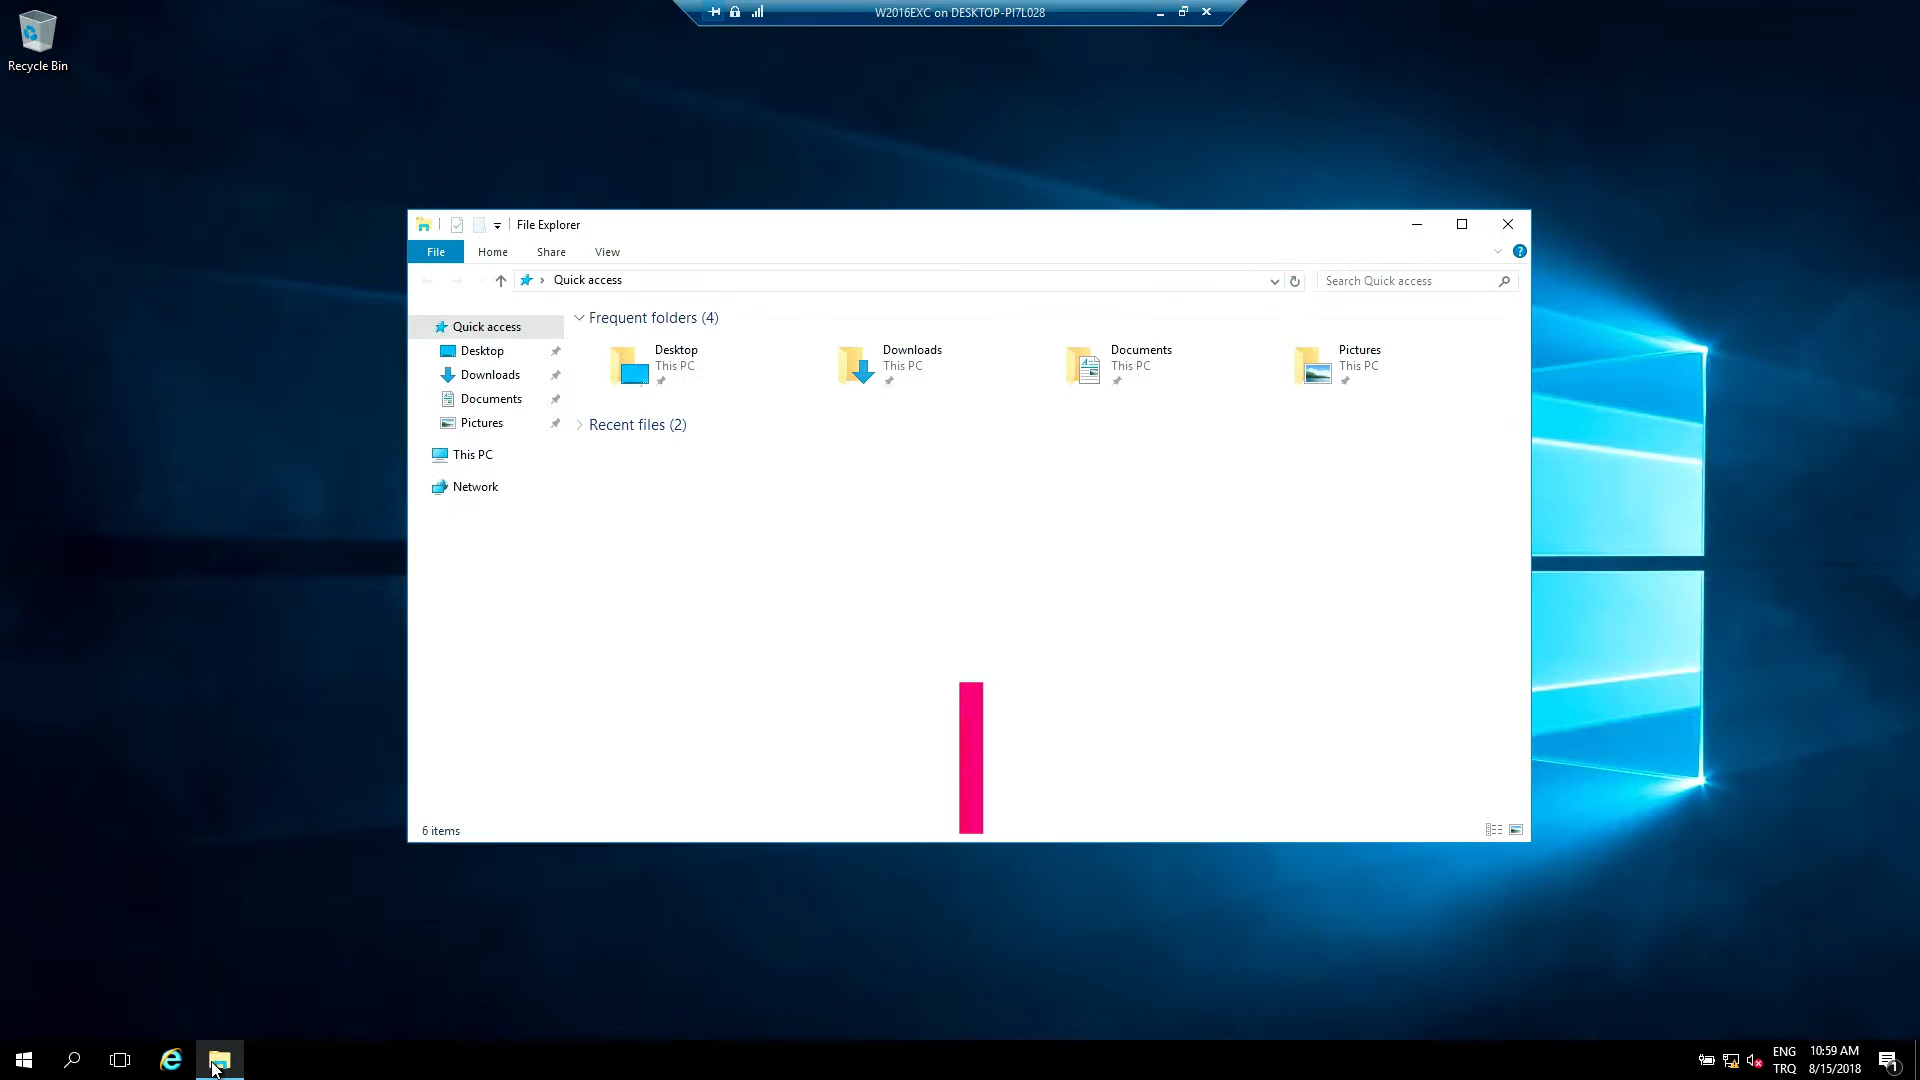 W2016EXC on DESKTOP-PI7L028
Recycle Bin
File Explorer
File Home Share View
Quick access
Search Quick access
Quick access
Desktop
Downloads
Documents
Pictures
This PC
Network
Frequent folders (4)
Desktop
This PC
Downloads
This PC
Documents
This PC
Pictures
This PC
Recent files (2)
6 items
ENG
TRQ
10:59 AM
8/15/2018
1